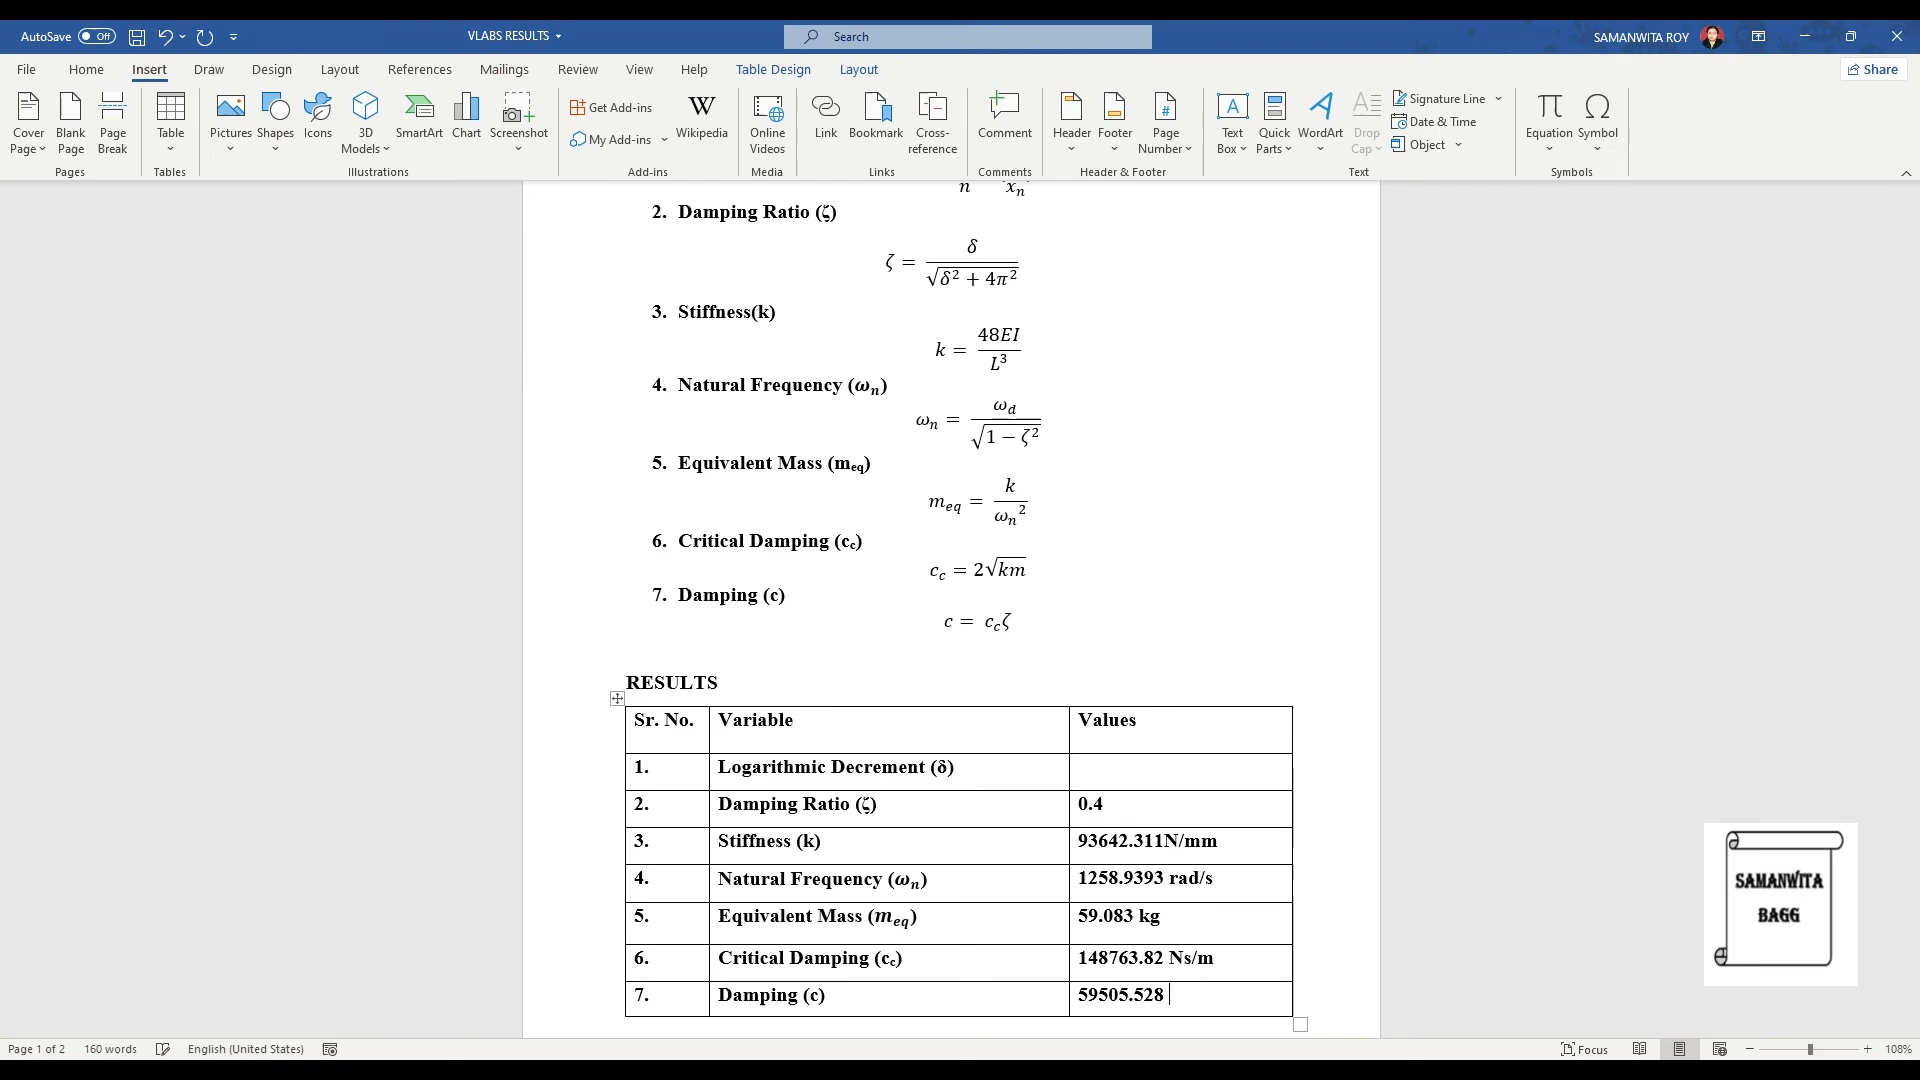 AutoSave Off
VLABS RESULTS
Search
SAMANWITA ROY
File Home Insert Draw Design Layout References Mailings Review View Help Table Design Layout
Share
Cover Page
Blank Page
Page Break
Pages
Table
Tables
Pictures
Shapes
Icons
3D Models
SmartArt
Chart
Screenshot
Illustrations
Get Add-ins
My Add-ins
W
Wikipedia
Add-ins
Online Videos
Media
Link
Bookmark
Cross-reference
Links
Comment
Comments
Header
Footer
Page Number
Header & Footer
Text Box
Quick Parts
WordArt
Drop Cap
Signature Line
Date & Time
Object
Text
π Equation
Ω Symbol
Symbols
n x_n
2. Damping Ratio (ζ)
ζ = δ / √(δ² + 4π²)
3. Stiffness(k)
k = 48EI / L³
4. Natural Frequency (ωₙ)
ωₙ = ω_d / √(1 − ζ²)
5. Equivalent Mass (m_eq)
m_eq = k / ωₙ²
6. Critical Damping (c_c)
c_c = 2√km
7. Damping (c)
c = c_cζ
RESULTS
Sr. No. Variable Values
1. Logarithmic Decrement (δ)
2. Damping Ratio (ζ) 0.4
3. Stiffness (k) 93642.311N/mm
4. Natural Frequency (ωₙ) 1258.9393 rad/s
5. Equivalent Mass (m_eq) 59.083 kg
6. Critical Damping (c_c) 148763.82 Ns/m
7. Damping (c) 59505.528
SAMANWITA
BAGG
Page 1 of 2 160 words English (United States) Focus 108%